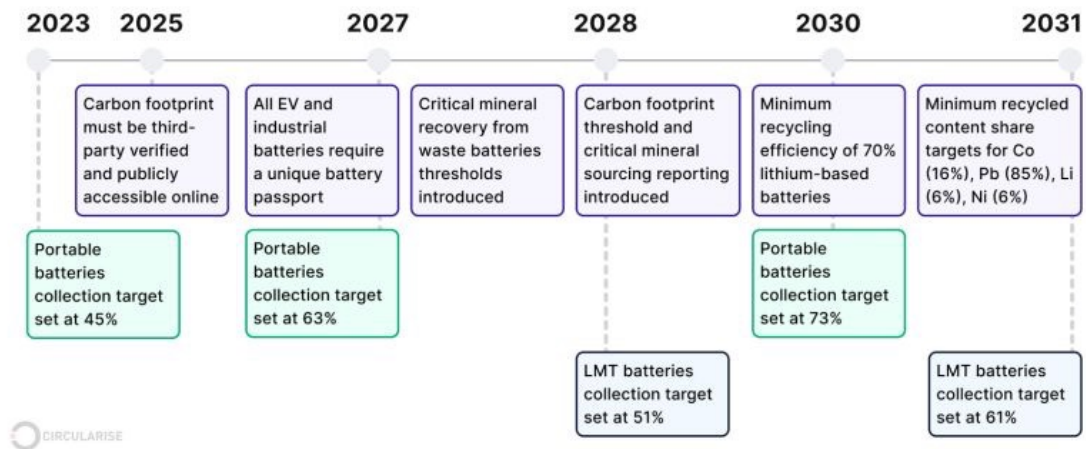 2023 2025 2027 2028 2030 2031
Carbon footprint
must be third-
party verified
and publicly
accessible online
All EV and
industrial
batteries require
a unique battery
passport
Critical mineral
recovery from
waste batteries
thresholds
introduced
Carbon footprint
threshold and
critical mineral
sourcing reporting
introduced
Minimum
recycling
efficiency of 70%
lithium-based
batteries
Minimum recycled
content share
targets for Co
(16%), Pb (85%), Li
(6%), Ni (6%)
Portable
batteries
collection target
set at 45%
Portable
batteries
collection target
set at 63%
Portable
batteries
collection target
set at 73%
LMT batteries
collection target
set at 51%
LMT batteries
collection target
set at 61%
CIRCULARISE